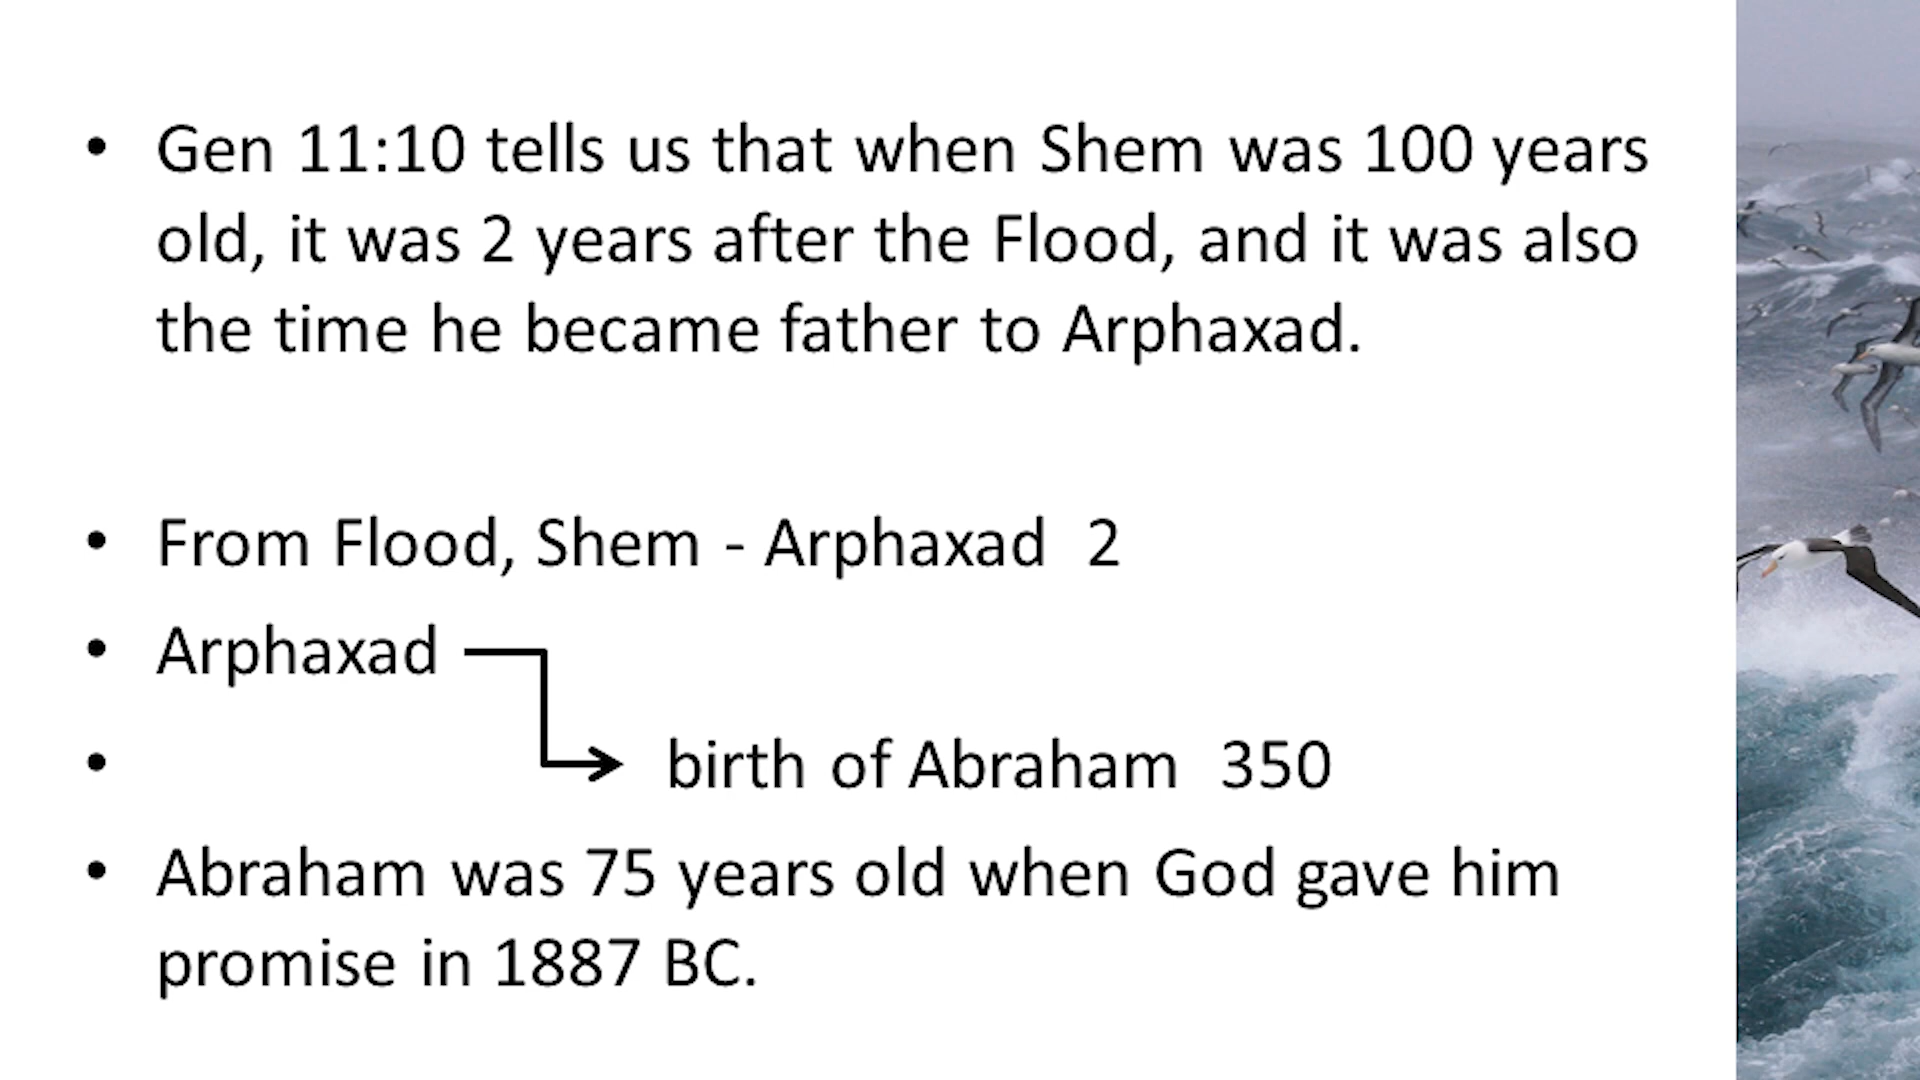 • Gen 11:10 tells us that when Shem was 100 years
old, it was 2 years after the Flood, and it was also
the time he became father to Arphaxad.
• From Flood, Shem - Arphaxad  2
• Arphaxad
• birth of Abraham  350
• Abraham was 75 years old when God gave him
promise in 1887 BC.